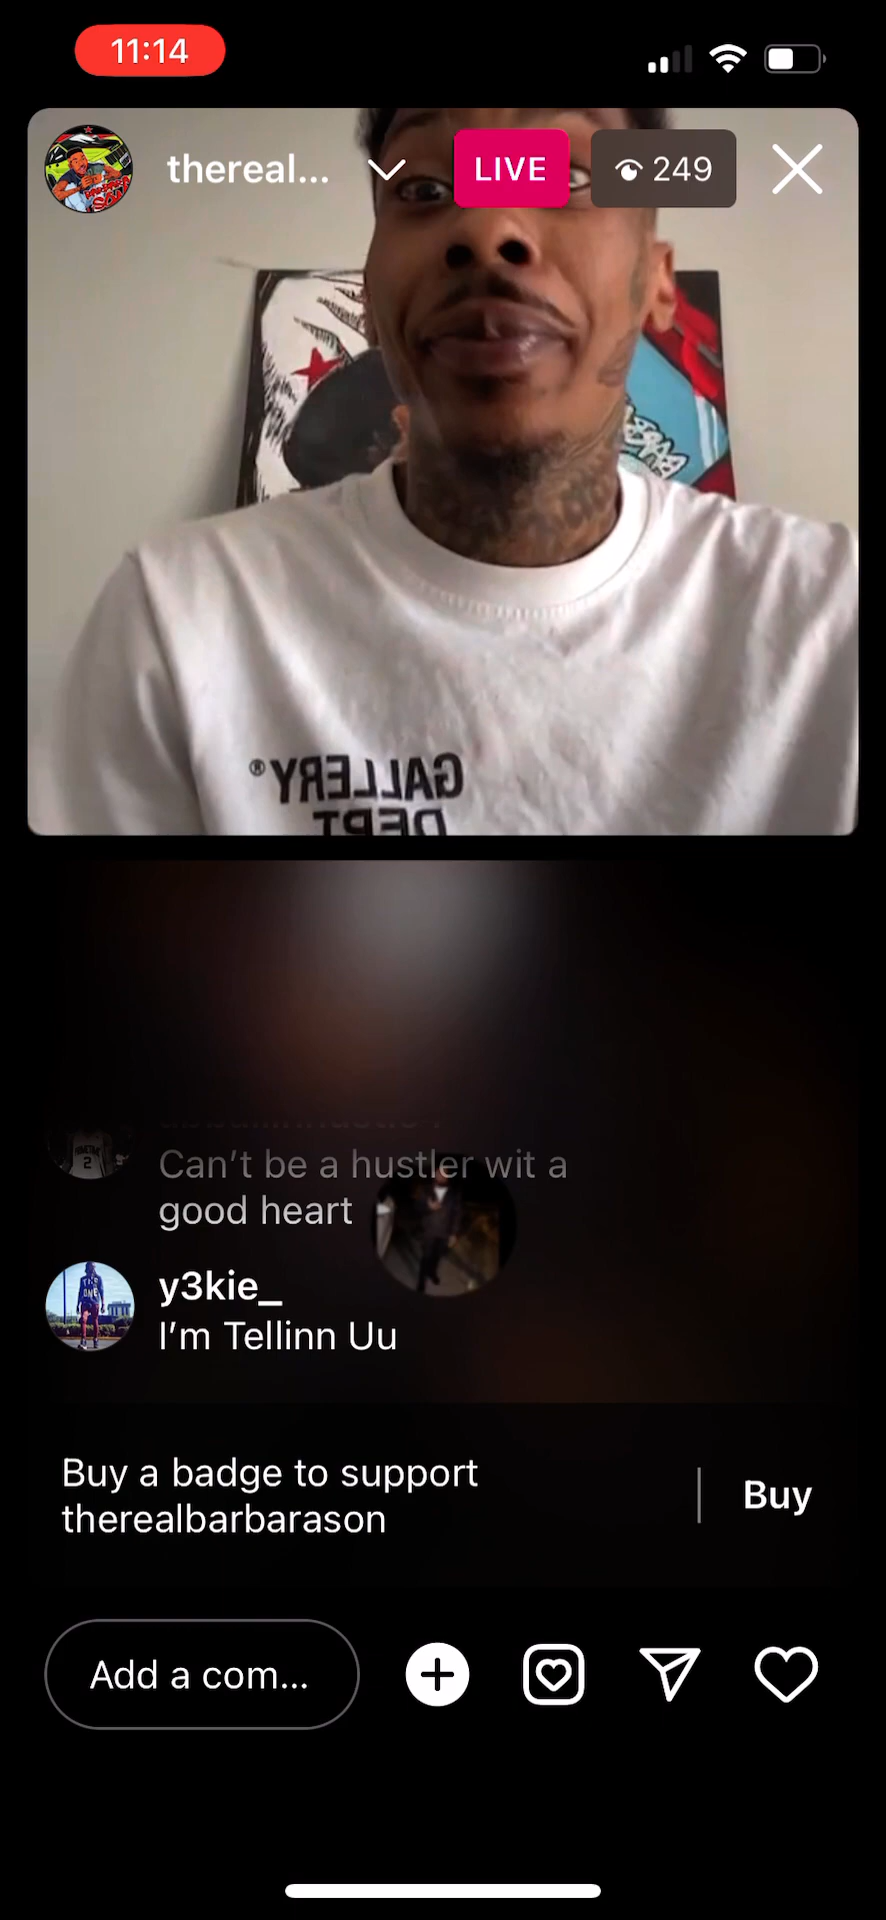 11:14
thereal...
LIVE
249
GALLERY®
DEPT
Can't be a hustler wit a
good heart
y3kie_
I'm Tellinn Uu
Buy a badge to support
therealbarbarason
Buy
Add a com...